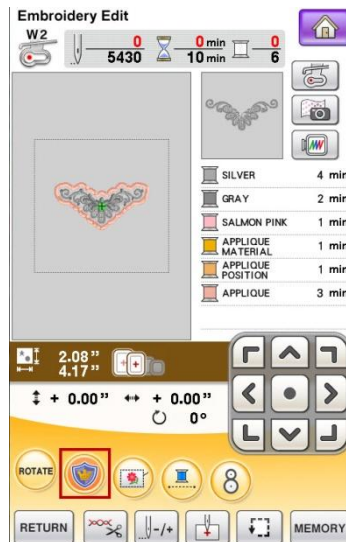 Embroidery Edit
W2
0
5430
0 min
10 min
0
6
SILVER 4 min
GRAY 2 min
SALMON PINK 1 min
APPLIQUE
MATERIAL 1 min
APPLIQUE
POSITION 1 min
APPLIQUE 3 min
2.08"
4.17"
+ 0.00" + 0.00"
0°
ROTATE
8
RETURN
-/+
MEMORY